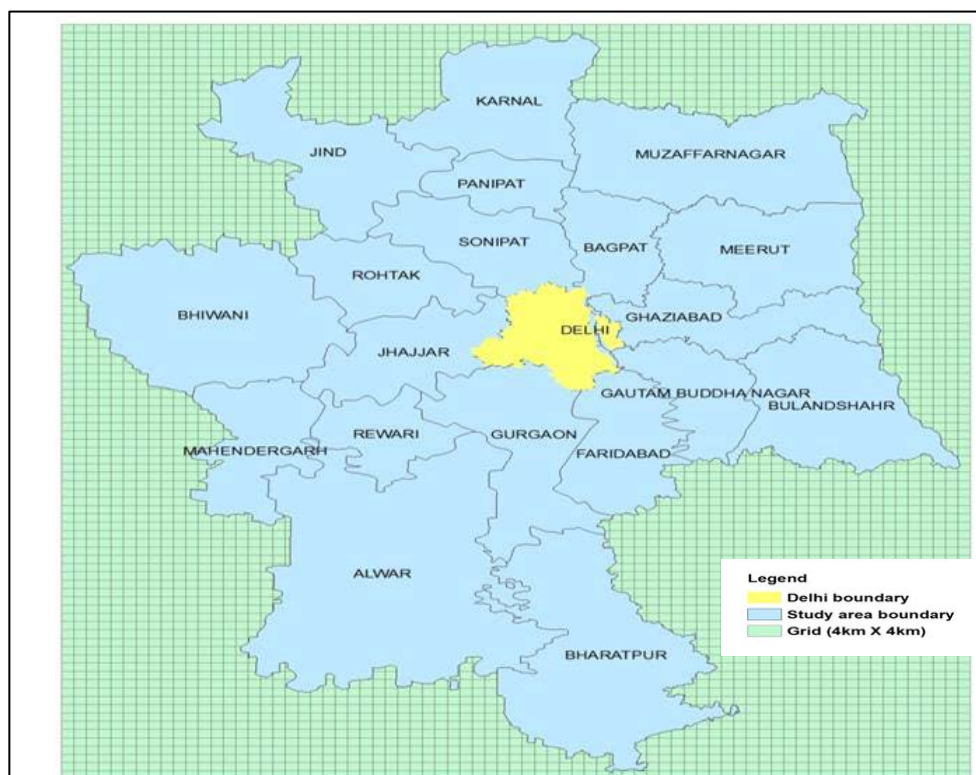 KARNAL
JIND
MUZAFFARNAGAR
PANIPAT
SONIPAT
BAGPAT
MEERUT
ROHTAK
BHIWANI
GHAZIABAD
DELHI
JHAJJAR
GAUTAM BUDDHA NAGAR
BULANDSHAHR
REWARI
GURGAON
MAHENDERGARH
FARIDABAD
ALWAR
BHARATPUR
Legend
Delhi boundary
Study area boundary
Grid (4km X 4km)